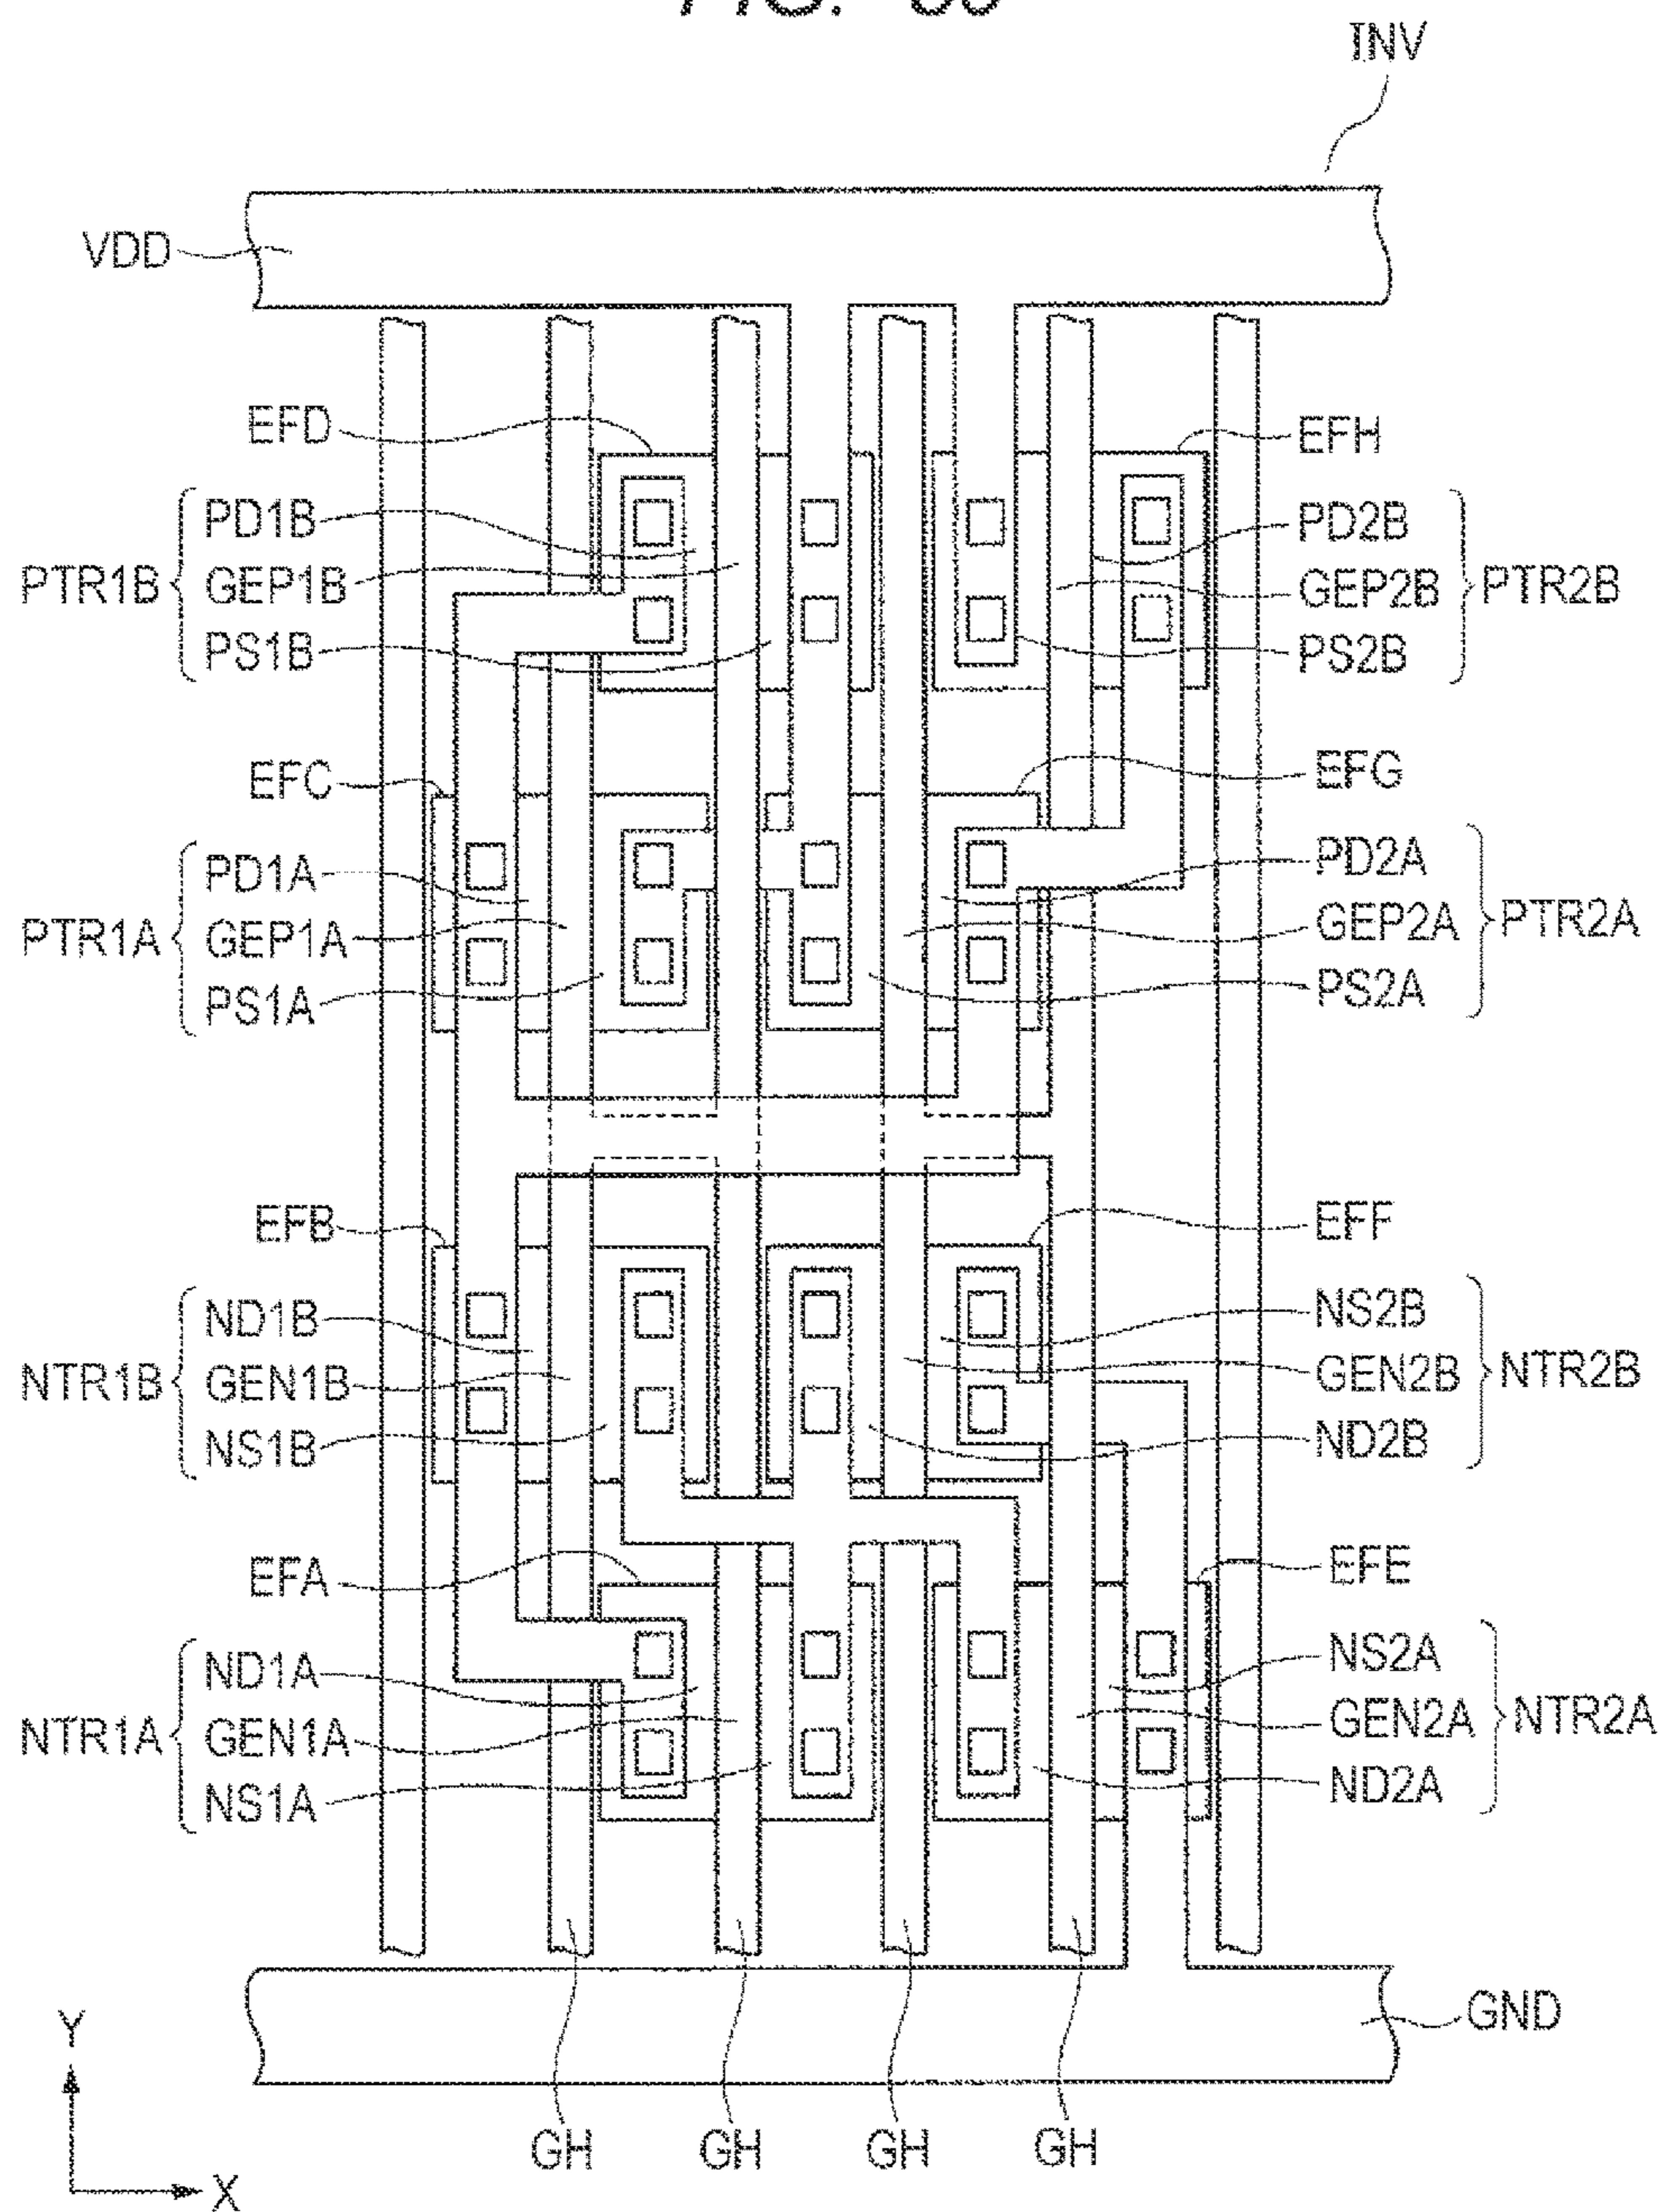 FIG.
INV
VDD
EFD
EFH
PD1B
PTR1B
GEP1B
PS1B
PD2B
GEP2B
PTR2B
PS2B
EFC
EFG
PD1A
PTR1A
GEP1A
PS1A
PD2A
GEP2A
PTR2A
PS2A
EFB
EFF
ND1B
NTR1B
GEN1B
NS1B
NS2B
GEN2B
NTR2B
ND2B
EFA
EFE
ND1A
NTR1A
GEN1A
NS1A
NS2A
GEN2A
NTR2A
ND2A
GND
Y
X
GH GH GH GH